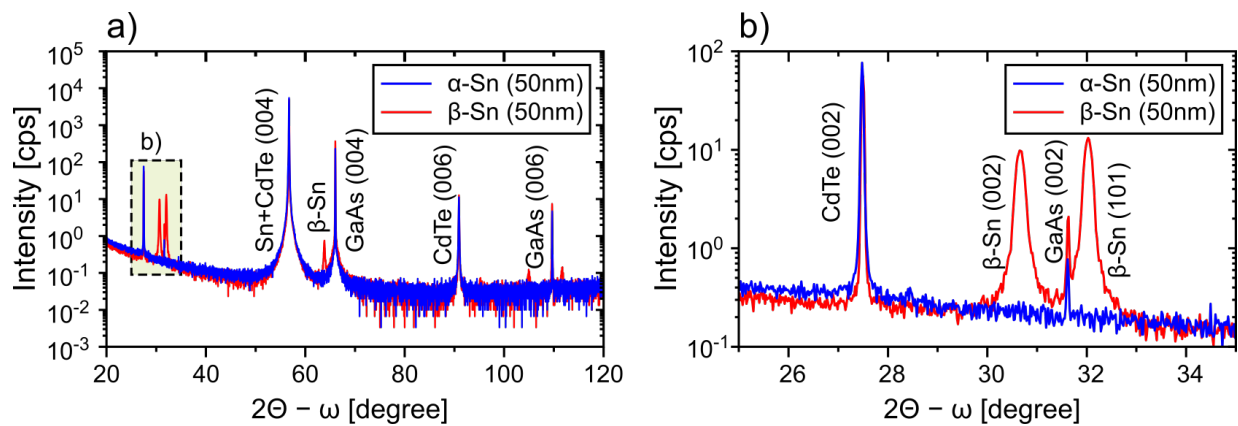 a)
Intensity [cps]
10^5
10^4
10^3
10^2
10^1
10^0
10^-1
10^-2
10^-3
20
40
60
80
100
120
2Θ − ω [degree]
α-Sn (50nm)
β-Sn (50nm)
b)
Sn+CdTe (004)
β-Sn
GaAs (004)
CdTe (006)
GaAs (006)
b)
Intensity [cps]
10^2
10^1
10^0
10^-1
26
28
30
32
34
2Θ − ω [degree]
α-Sn (50nm)
β-Sn (50nm)
CdTe (002)
β-Sn (002)
GaAs (002)
β-Sn (101)